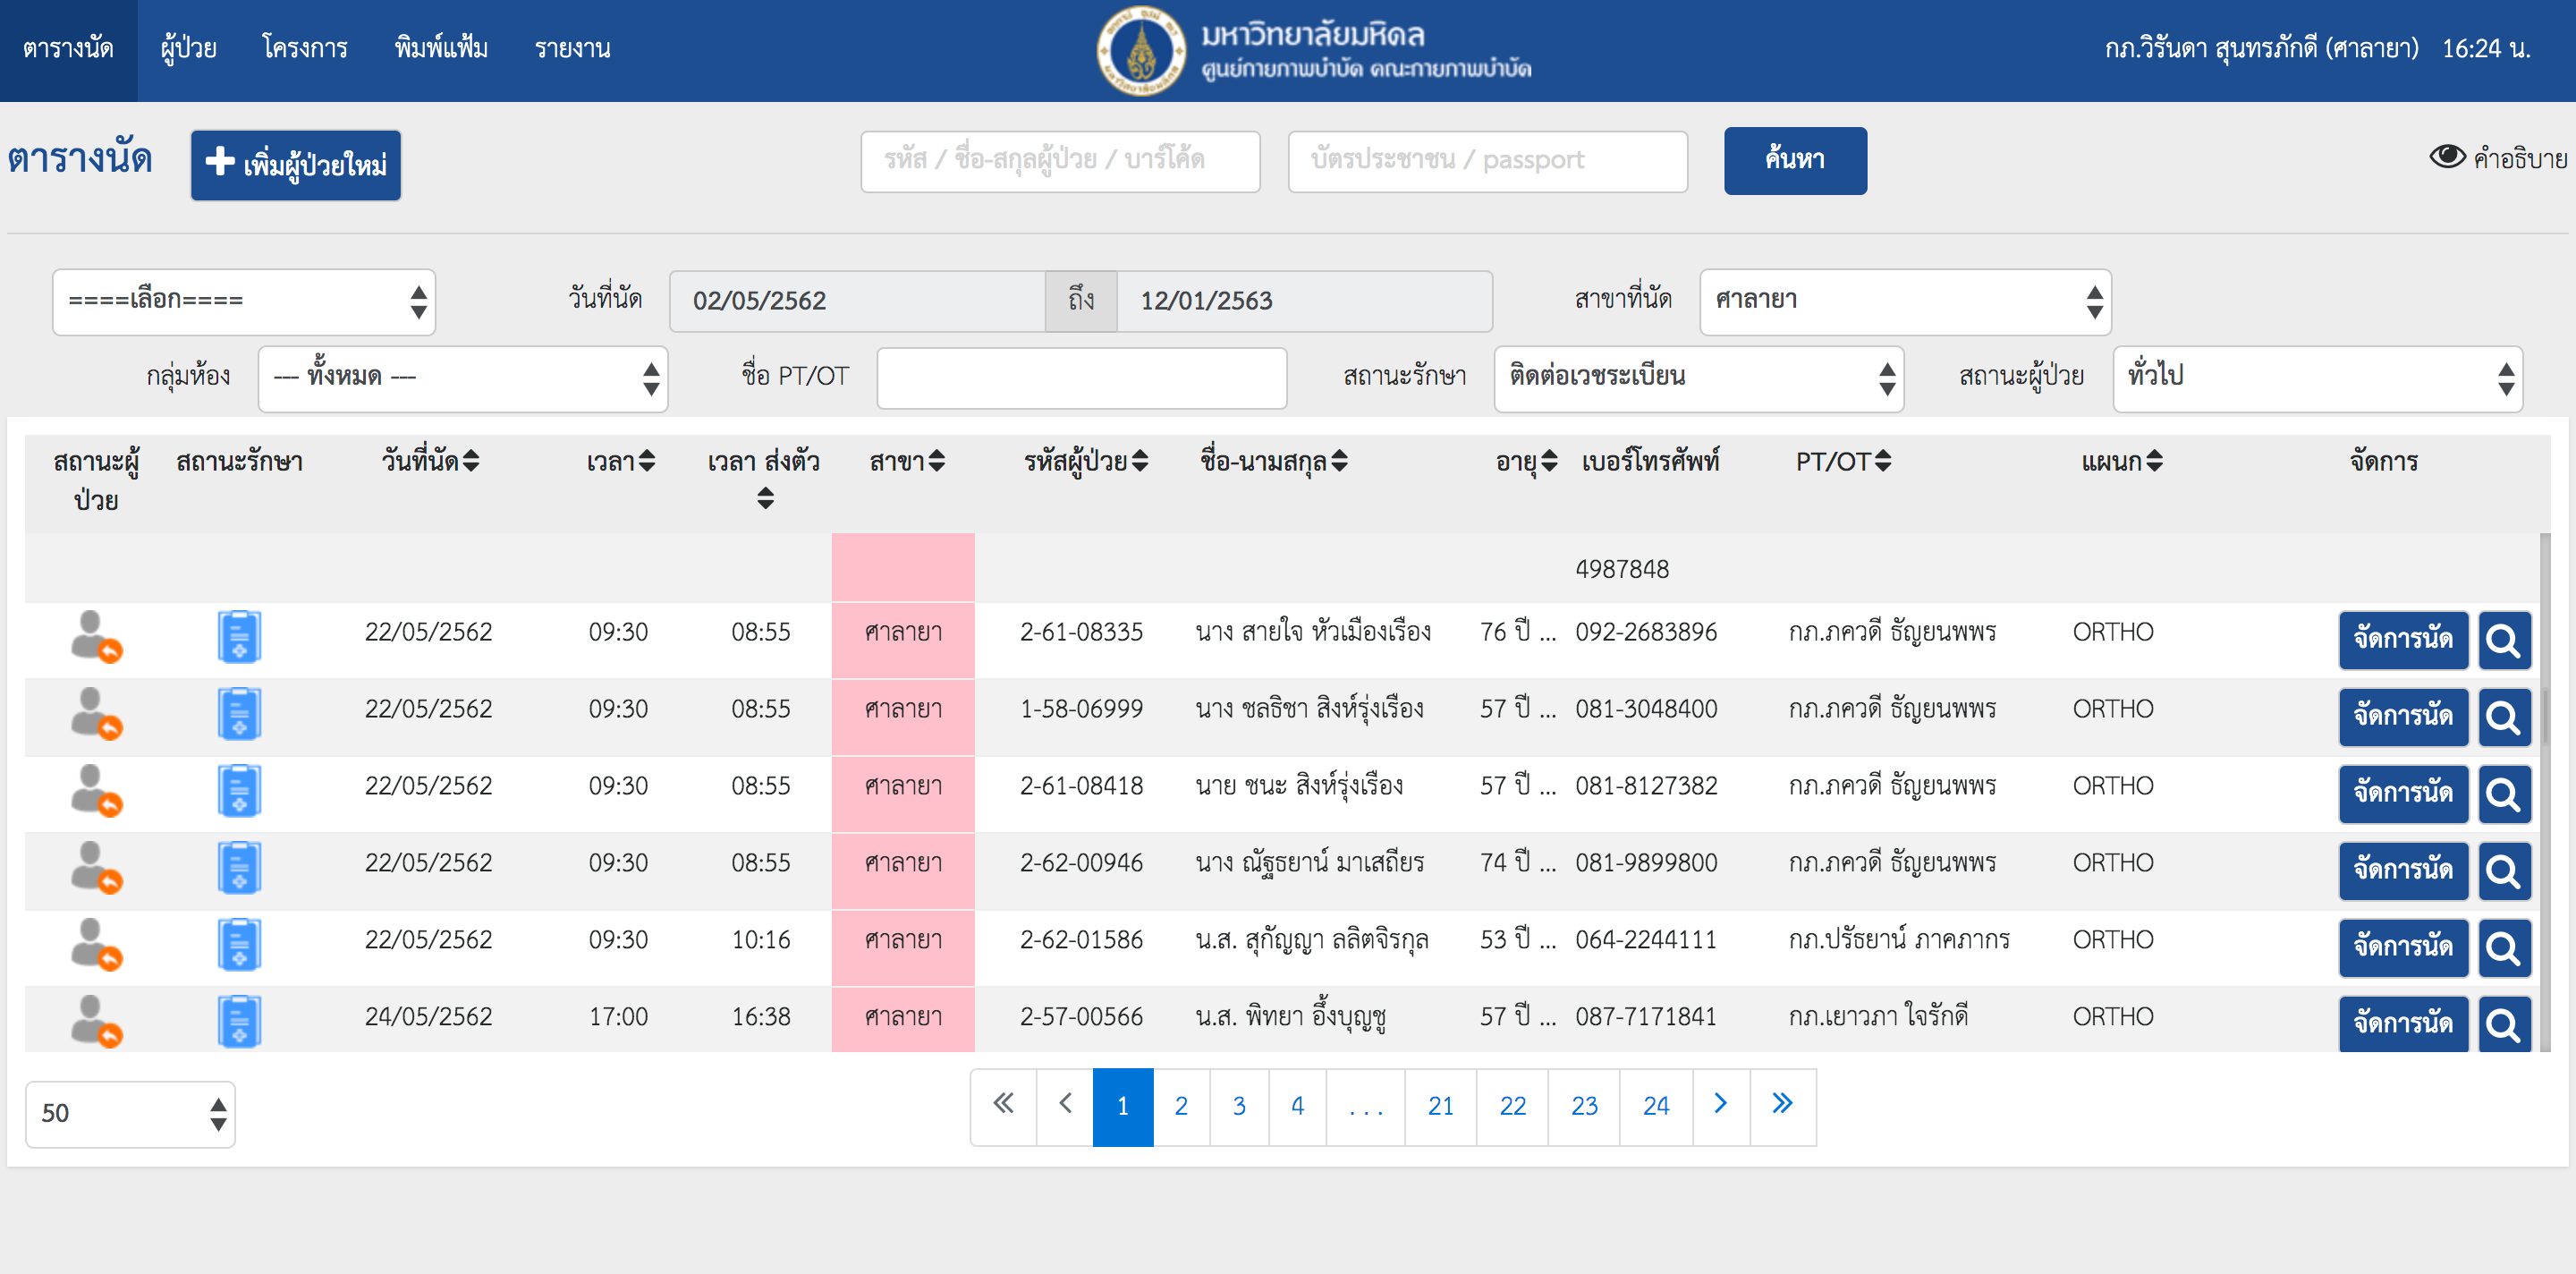 ตารางนัด ผู้ป่วย โครงการ พิมพ์แฟ้ม รายงาน
มหาวิทยาลัยมหิดล
ศูนย์กายภาพบำบัด คณะกายภาพบำบัด
กภ.วิรันดา สุนทรภักดี (ศาลายา) 16:24 น.
ตารางนัด เพิ่มผู้ป่วยใหม่ รหัส / ชื่อ-สกุลผู้ป่วย / บาร์โค้ด บัตรประชาชน / passport ค้นหา คำอธิบาย
====เลือก==== วันที่นัด 02/05/2562 ถึง 12/01/2563 สาขาที่นัด ศาลายา
กลุ่มห้อง --- ทั้งหมด --- ชื่อ PT/OT สถานะรักษา ติดต่อเวชระเบียน สถานะผู้ป่วย ทั่วไป
สถานะผู้ป่วย สถานะรักษา วันที่นัด เวลา เวลา ส่งตัว สาขา รหัสผู้ป่วย ชื่อ-นามสกุล อายุ เบอร์โทรศัพท์ PT/OT แผนก จัดการ
4987848
22/05/2562 09:30 08:55 ศาลายา 2-61-08335 นาง สายใจ หัวเมืองเรือง 76 ปี ... 092-2683896 กภ.ภควดี ธัญยนพพร ORTHO จัดการนัด
22/05/2562 09:30 08:55 ศาลายา 1-58-06999 นาง ชลธิชา สิงห์รุ่งเรือง 57 ปี ... 081-3048400 กภ.ภควดี ธัญยนพพร ORTHO จัดการนัด
22/05/2562 09:30 08:55 ศาลายา 2-61-08418 นาย ชนะ สิงห์รุ่งเรือง 57 ปี ... 081-8127382 กภ.ภควดี ธัญยนพพร ORTHO จัดการนัด
22/05/2562 09:30 08:55 ศาลายา 2-62-00946 นาง ณัฐธยาน์ มาเสถียร 74 ปี ... 081-9899800 กภ.ภควดี ธัญยนพพร ORTHO จัดการนัด
22/05/2562 09:30 10:16 ศาลายา 2-62-01586 น.ส. สุกัญญา ลลิตจิรกุล 53 ปี ... 064-2244111 กภ.ปรัธยาน์ ภาคภากร ORTHO จัดการนัด
24/05/2562 17:00 16:38 ศาลายา 2-57-00566 น.ส. พิทยา อึ้งบุญชู 57 ปี ... 087-7171841 กภ.เยาวภา ใจรักดี ORTHO จัดการนัด
50 « ‹ 1 2 3 4 ... 21 22 23 24 › »